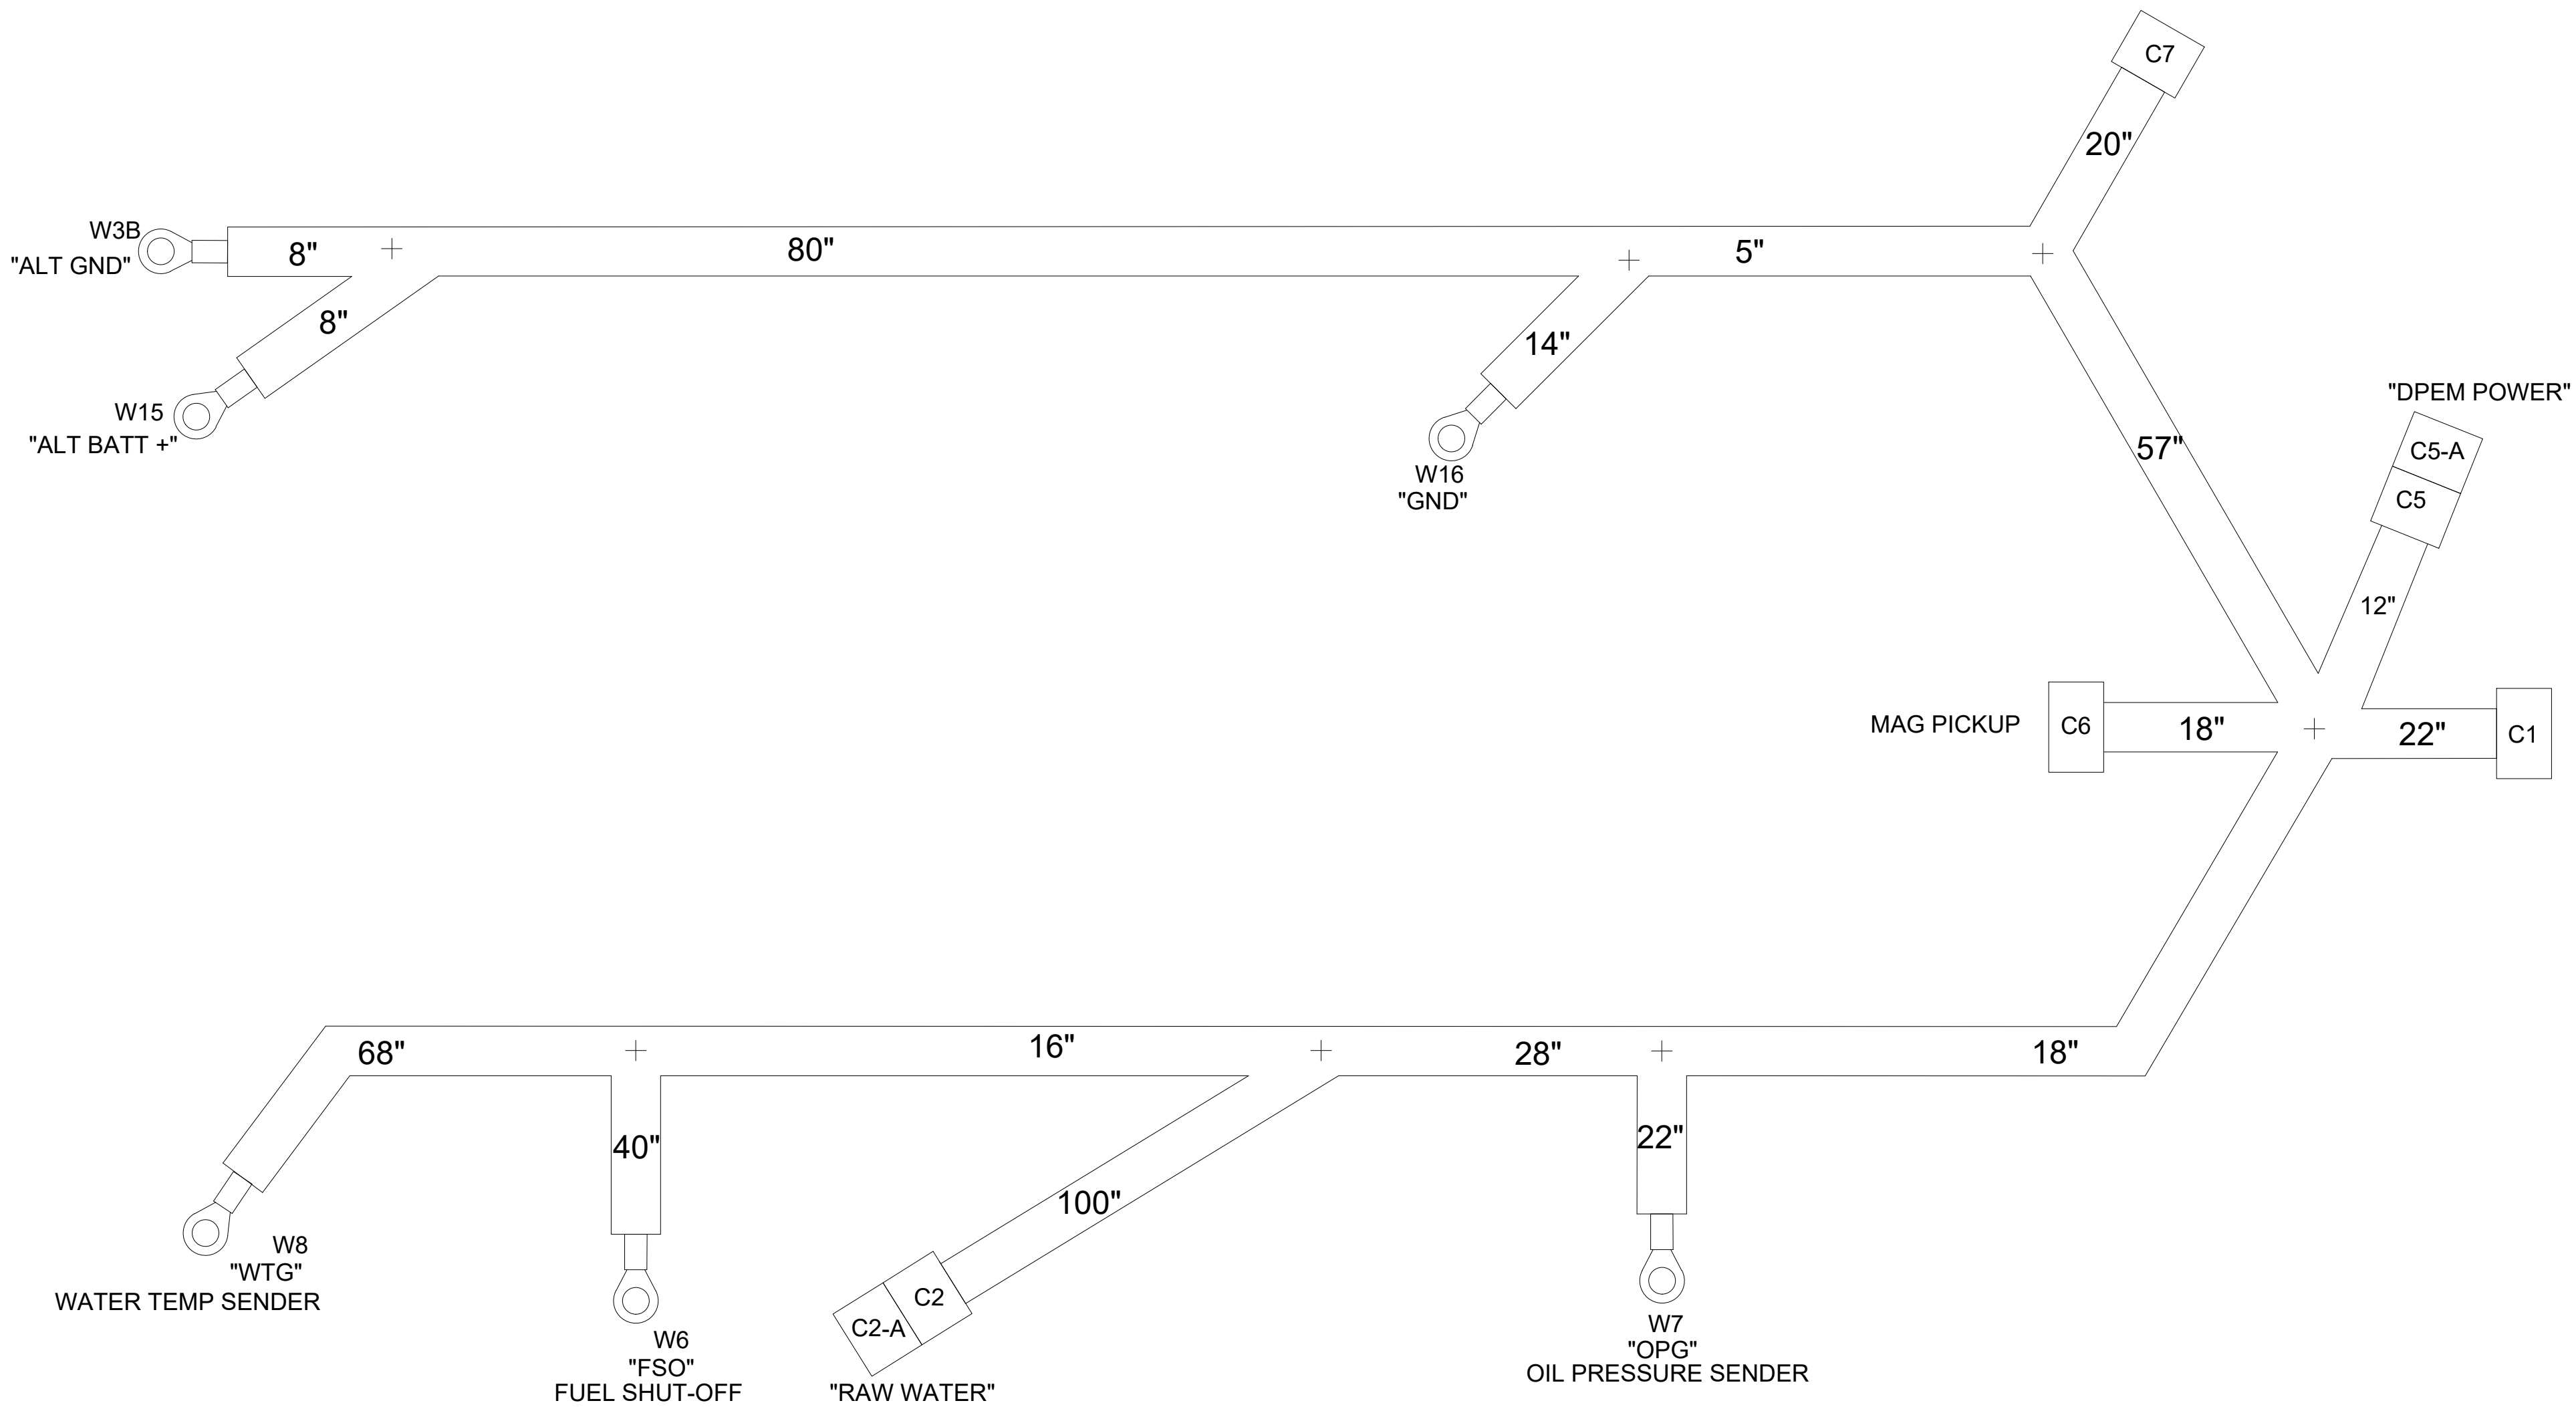 C7
20"
W3B
"ALT GND"
8"
80"
5"
8"
14"
W15
"ALT BATT +"
W16
"GND"
57"
"DPEM POWER"
C5-A
C5
12"
MAG PICKUP
C6
18"
22"
C1
68"
16"
28"
18"
40"
22"
100"
W8
"WTG"
WATER TEMP SENDER
W6
"FSO"
FUEL SHUT-OFF
C2
C2-A
"RAW WATER"
W7
"OPG"
OIL PRESSURE SENDER